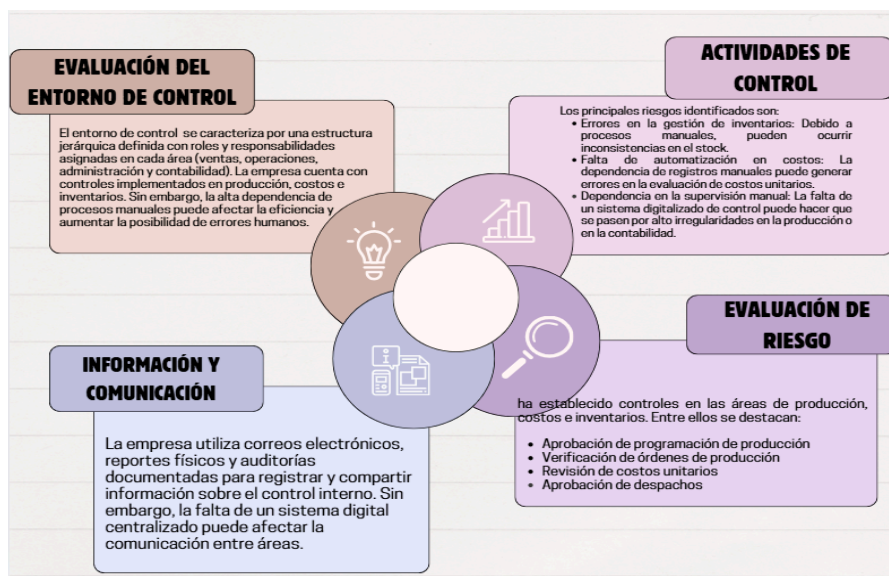 EVALUACIÓN DEL
ENTORNO DE CONTROL
El entorno de control se caracteriza por una estructura
jerárquica definida con roles y responsabilidades
asignadas en cada área (ventas, operaciones,
administración y contabilidad). La empresa cuenta con
controles implementados en producción, costos e
inventarios. Sin embargo, la alta dependencia de
procesos manuales puede afectar la eficiencia y
aumentar la posibilidad de errores humanos.
ACTIVIDADES DE
CONTROL
Los principales riesgos identificados son:
• Errores en la gestión de inventarios: Debido a
procesos manuales, pueden ocurrir
inconsistencias en el stock.
• Falta de automatización en costos: La
dependencia de registros manuales puede generar
errores en la evaluación de costos unitarios.
• Dependencia en la supervisión manual: La falta de
un sistema digitalizado de control puede hacer que
se pasen por alto irregularidades en la producción o
en la contabilidad.
INFORMACIÓN Y
COMUNICACIÓN
La empresa utiliza correos electrónicos,
reportes físicos y auditorías
documentadas para registrar y compartir
información sobre el control interno. Sin
embargo, la falta de un sistema digital
centralizado puede afectar la
comunicación entre áreas.
EVALUACIÓN DE
RIESGO
ha establecido controles en las áreas de producción,
costos e inventarios. Entre ellos se destacan:
• Aprobación de programación de producción
• Verificación de órdenes de producción
• Revisión de costos unitarios
• Aprobación de despachos